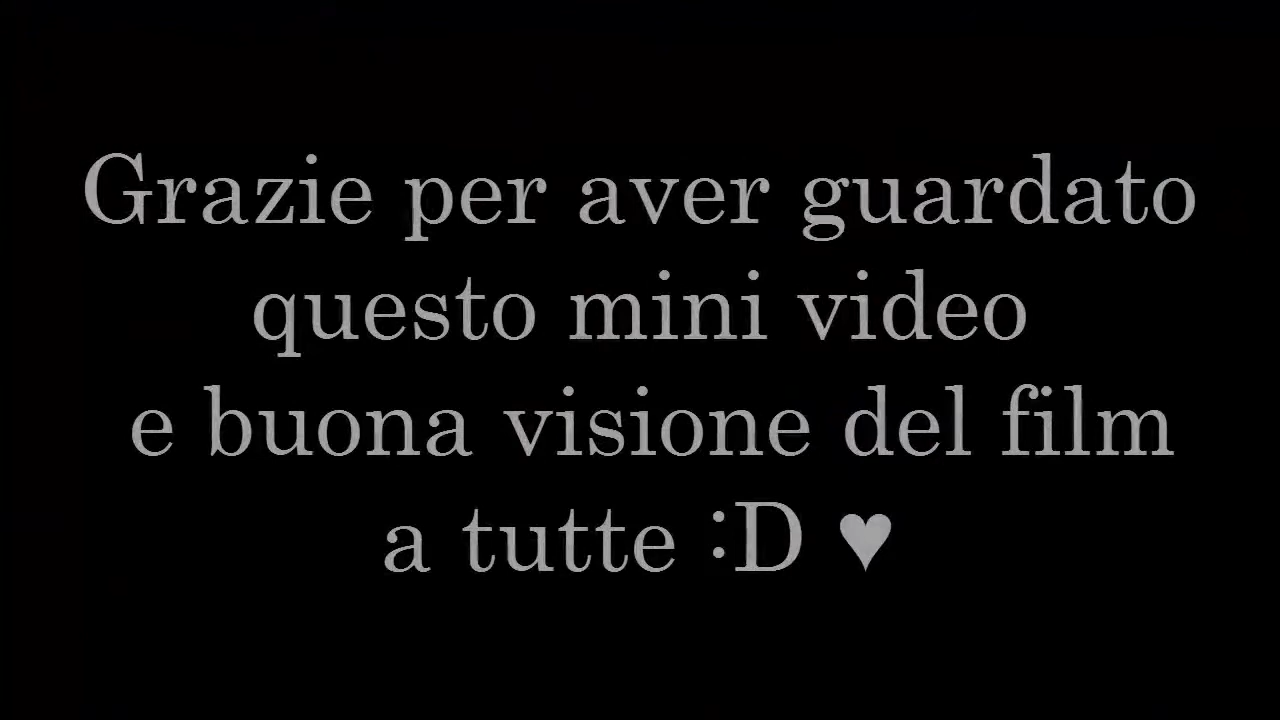 Grazie per aver guardato
questo mini video
e buona visione del film
a tutte :D ♥